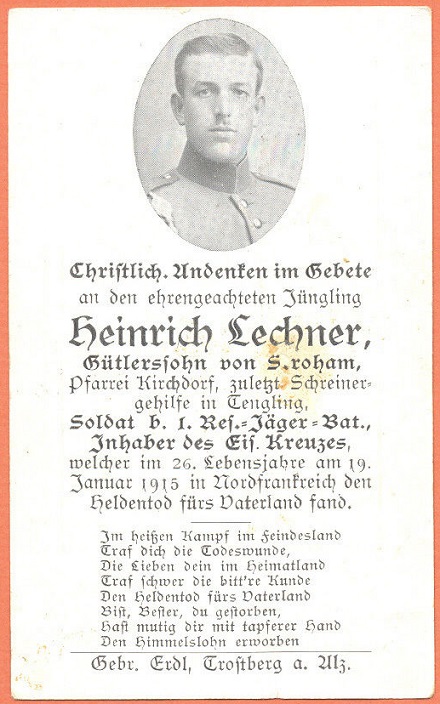 Christlich. Andenken im Gebete
an den ehrengeachteten Jüngling
Heinrich Lechner,
Gütlerssohn von S.roham,
Pfarrei Kirchdorf, zuletzt Schreiner-
gehilfe in Tengling,
Soldat b. 1. Res.-Jäger-Bat.,
Inhaber des Eis. Kreuzes,
welcher im 26. Lebensjahre am 19.
Januar 1915 in Nordfrankreich den
Heldentod fürs Vaterland fand.
Im heißen Kampf im Feindesland
Traf dich die Todeswunde,
Die Lieben dein im Heimatland
Traf schwer die bitt're Kunde
Den Heldentod fürs Vaterland
Bist, Bester, du gestorben,
Hast mutig dir mit tapferer Hand
Den Himmelslohn erworben
Gebr. Erdl, Trostberg a. Alz.